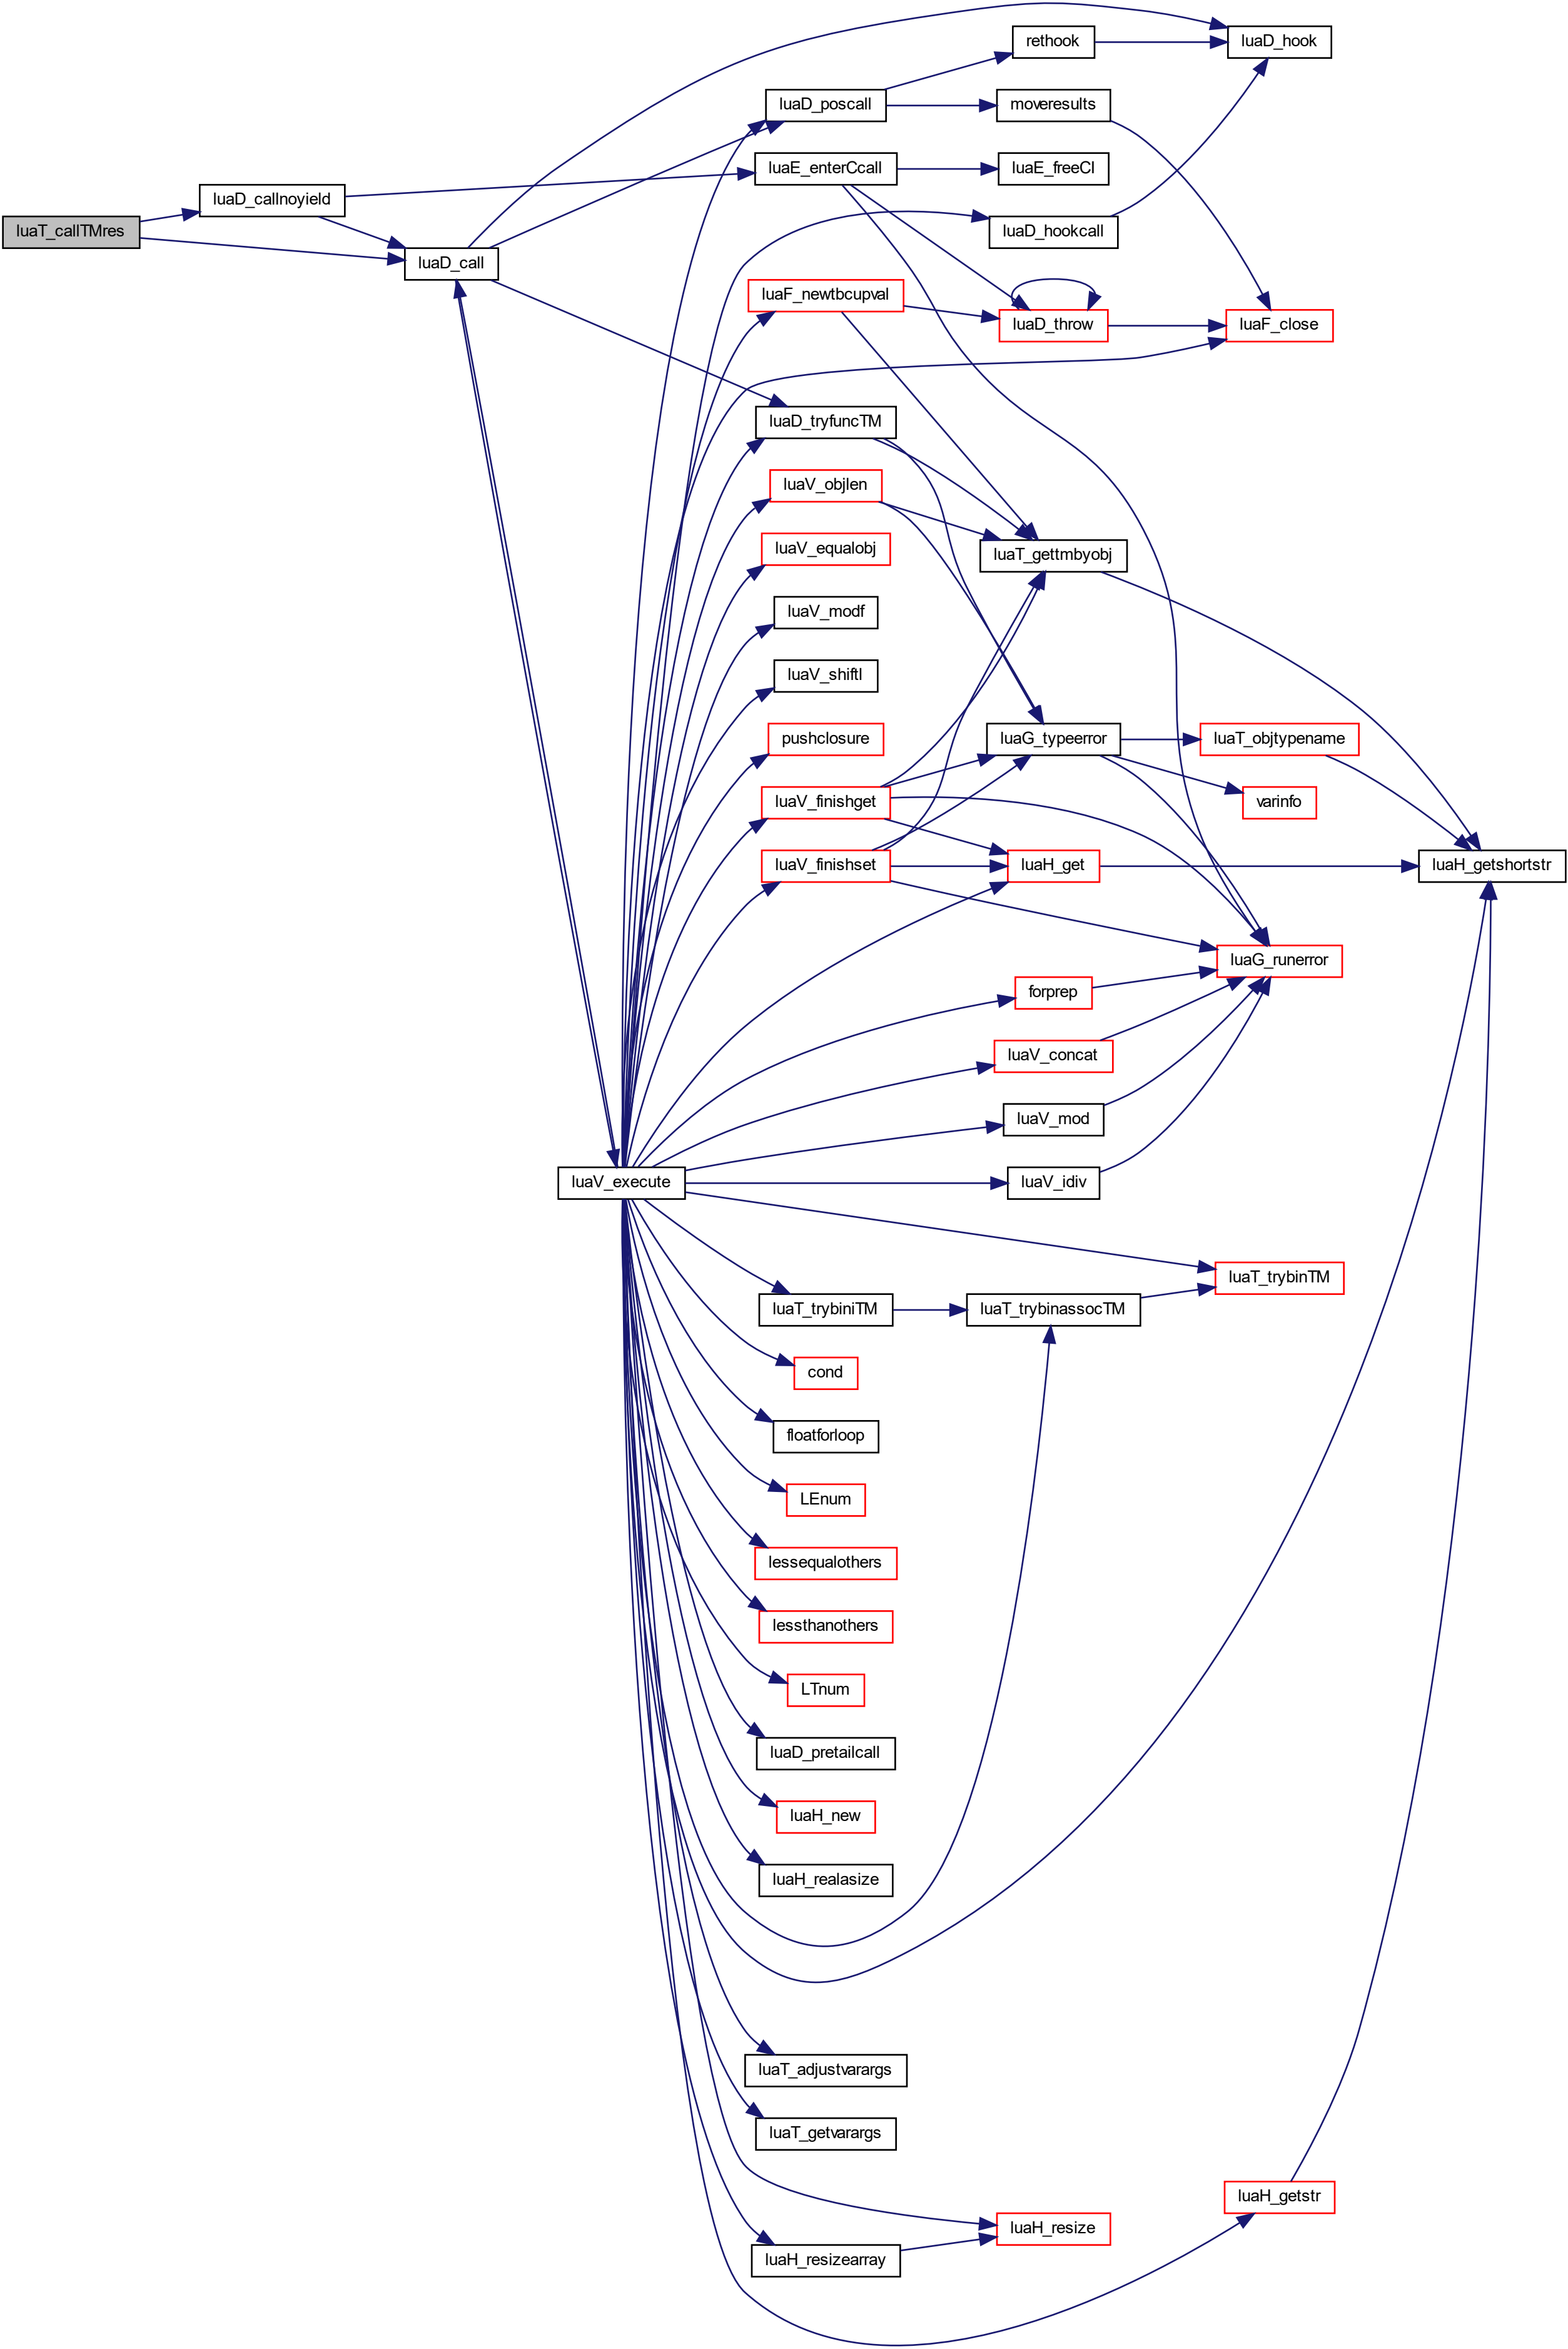 rethook
luaD_hook
luaD_poscall
moveresults
luaE_enterCcall
luaE_freeCI
luaD_callnoyield
luaT_callTMres
luaD_hookcall
luaD_call
luaF_newtbcupval
luaD_throw
luaF_close
luaD_tryfuncTM
luaV_objlen
luaV_equalobj
luaT_gettmbyobj
luaV_modf
luaV_shiftl
pushclosure
luaG_typeerror
luaT_objtypename
luaV_finishget
varinfo
luaV_finishset
luaH_get
luaH_getshortstr
luaG_runerror
forprep
luaV_concat
luaV_mod
luaV_execute
luaV_idiv
luaT_trybinTM
luaT_trybiniTM
luaT_trybinassocTM
cond
floatforloop
LEnum
lessequalothers
lessthanothers
LTnum
luaD_pretailcall
luaH_new
luaH_realasize
luaT_adjustvarargs
luaT_getvarargs
luaH_getstr
luaH_resize
luaH_resizearray